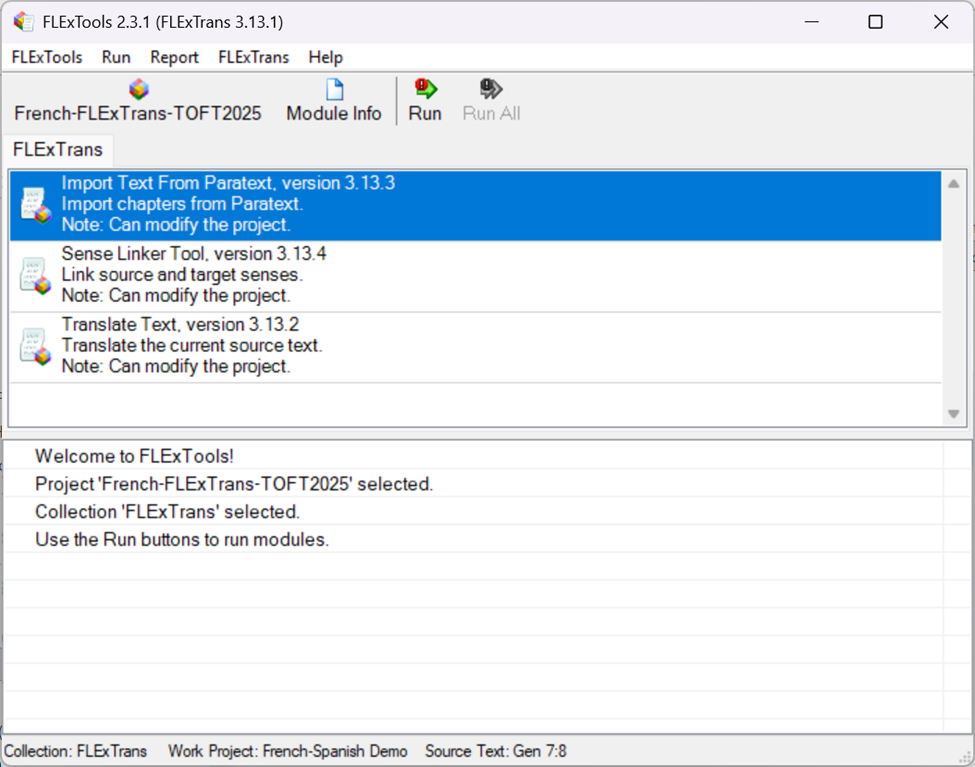 FLExTools 2.3.1 (FLExTrans 3.13.1)
FLExTools Run Report FLExTrans Help
French-FLExTrans-TOFT2025 Module Info Run Run All
FLExTrans
Import Text From Paratext, version 3.13.3
Import chapters from Paratext.
Note: Can modify the project.
Sense Linker Tool, version 3.13.4
Link source and target senses.
Note: Can modify the project.
Translate Text, version 3.13.2
Translate the current source text.
Note: Can modify the project.
Welcome to FLExTools!
Project 'French-FLExTrans-TOFT2025' selected.
Collection 'FLExTrans' selected.
Use the Run buttons to run modules.
Collection: FLExTrans Work Project: French-Spanish Demo Source Text: Gen 7:8